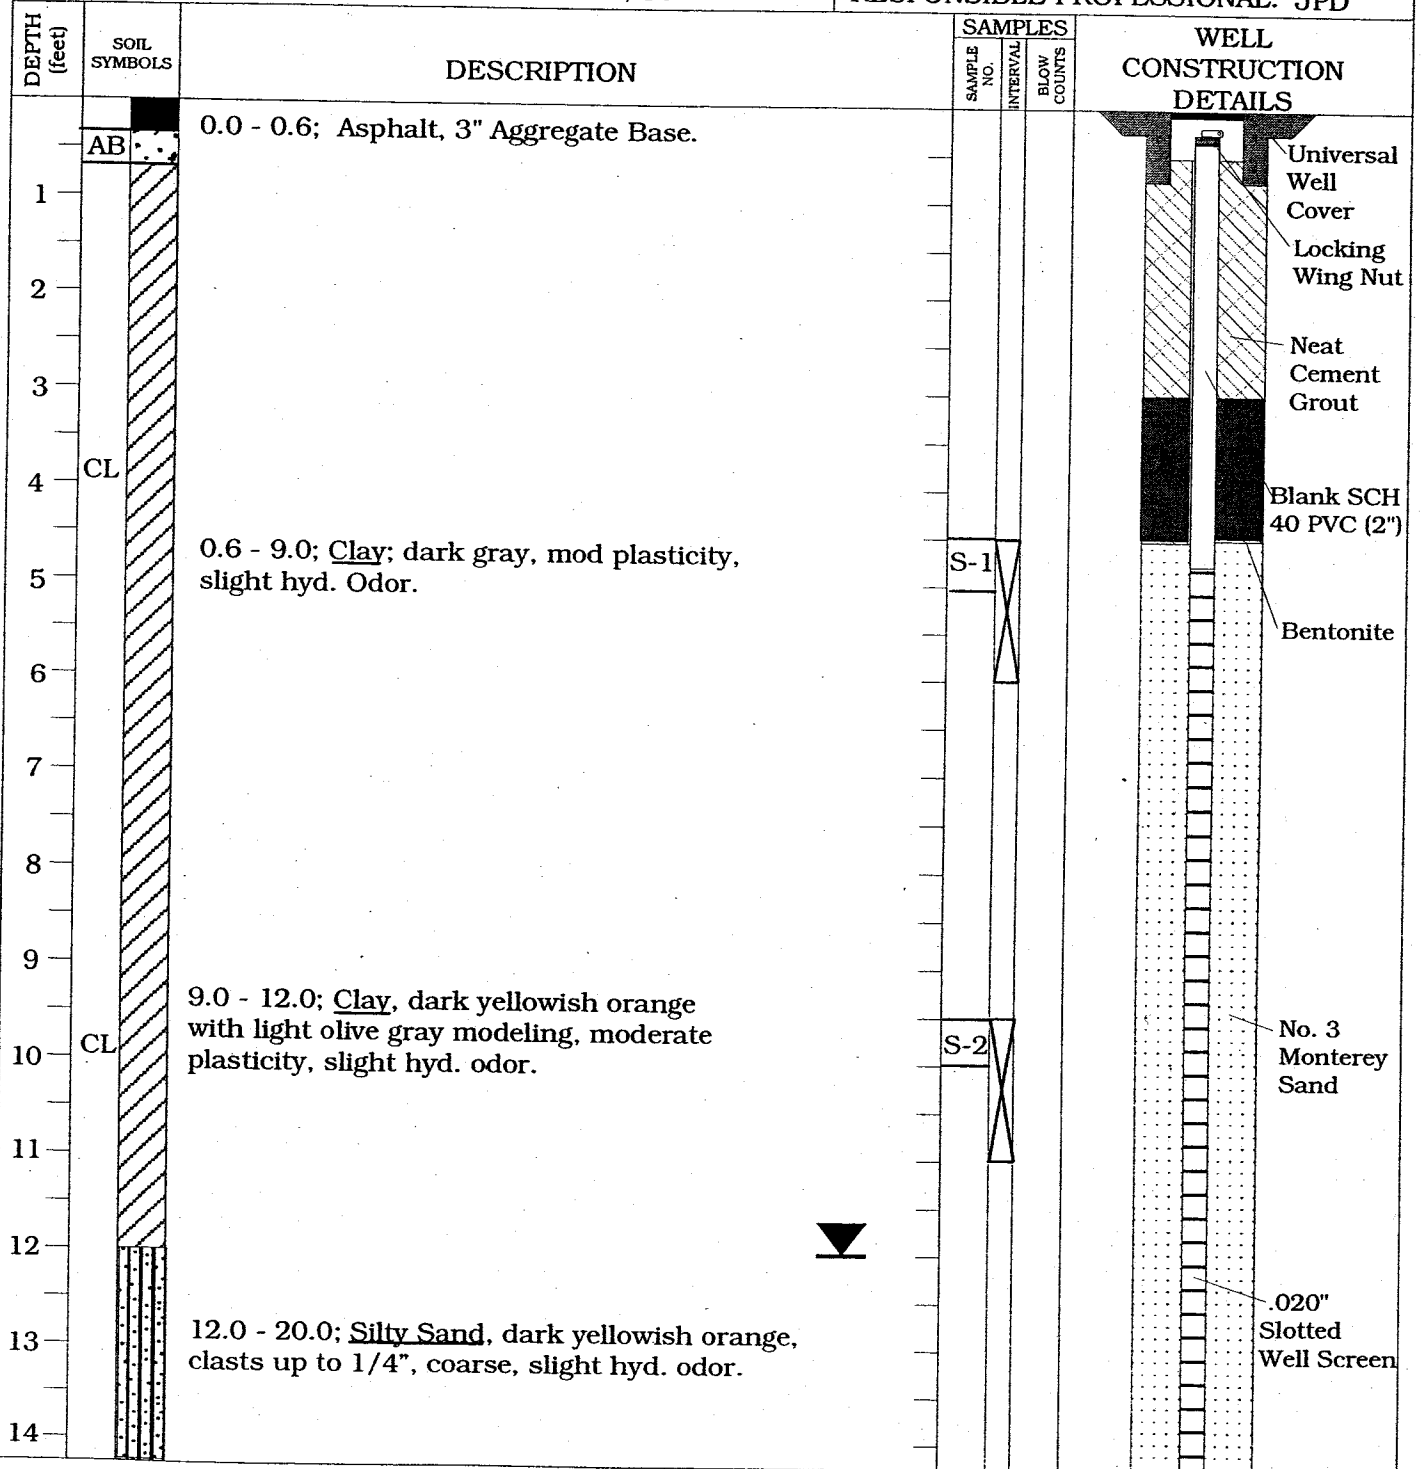 RESPONSIBLE PROFESSIONAL: JPD
DEPTH
(feet)
SOIL
SYMBOLS
DESCRIPTION
SAMPLES
SAMPLE
NO.
INTERVAL
BLOW
COUNTS
WELL
CONSTRUCTION
DETAILS
0.0 - 0.6; Asphalt, 3" Aggregate Base.
AB
Universal
Well
Cover
1
Locking
Wing Nut
2
Neat
Cement
Grout
3
CL
4
Blank SCH
40 PVC (2")
0.6 - 9.0; Clay; dark gray, mod plasticity,
slight hyd. Odor.
S-1
5
Bentonite
6
7
8
9
9.0 - 12.0; Clay, dark yellowish orange
with light olive gray modeling, moderate
plasticity, slight hyd. odor.
CL
S-2
10
No. 3
Monterey
Sand
11
12
.020"
Slotted
Well Screen
12.0 - 20.0; Silty Sand, dark yellowish orange,
clasts up to 1/4", coarse, slight hyd. odor.
13
14